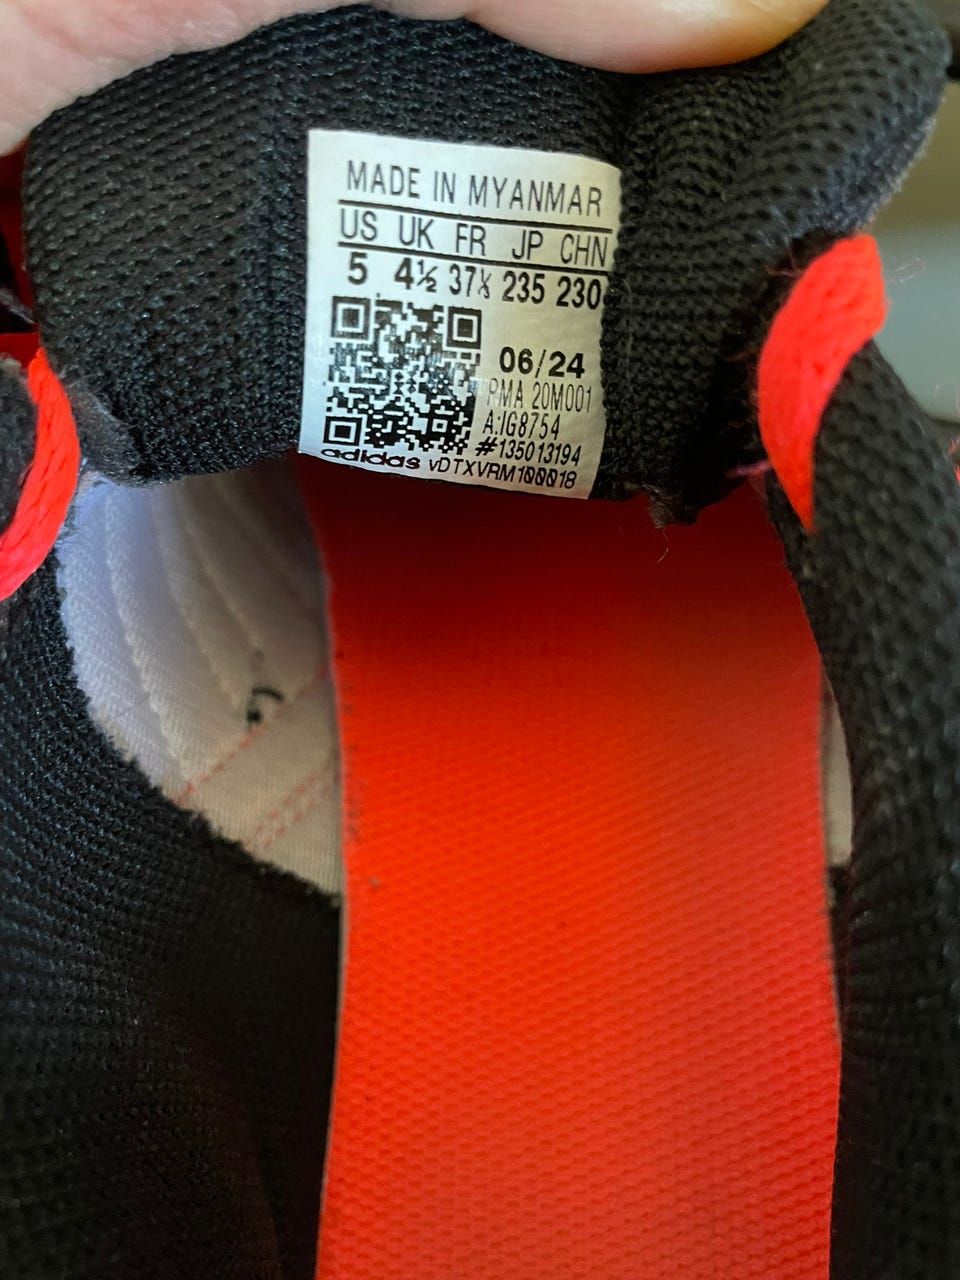 MADE IN MYANMAR
US UK FR JP CHN
5 4½ 37⅓ 235 230
06/24
PMA 20M001
A:IG8754
#135013194
adidas vDTXVRM100018